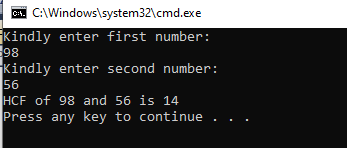 C:\Windows\system32\cmd.exe
Kindly enter first number:
98
Kindly enter second number:
56
HCF of 98 and 56 is 14
Press any key to continue . . .